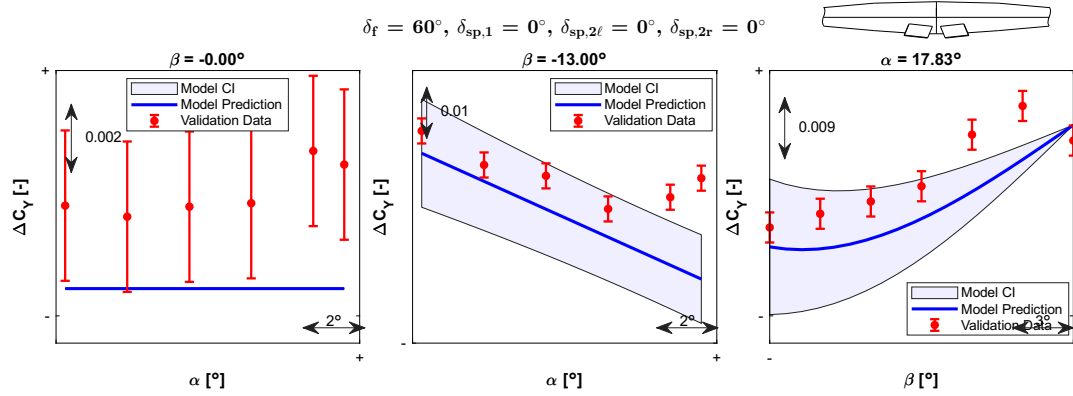 δf = 60°, δsp,1 = 0°, δsp,2ℓ = 0°, δsp,2r = 0°
β = -0.00°
+
Model CI
Model Prediction
Validation Data
0.002
ΔCY [-]
-
2°
+
α [°]
β = -13.00°
Model CI
Model Prediction
Validation Data
0.01
ΔCY [-]
-
2°
+
α [°]
α = 17.83°
+
0.009
ΔCY [-]
-
Model CI
Model Prediction
Validation Data
3°
-
+
β [°]